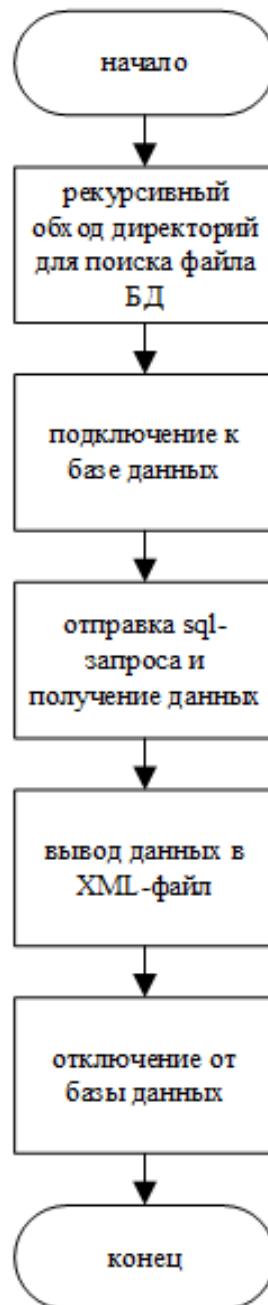 начало
рекурсивный
обход директорий
для поиска файла
БД
подключение к
базе данных
отправка sql-
запроса и
получение данных
вывод данных в
XML-файл
отключение от
базы данных
конец